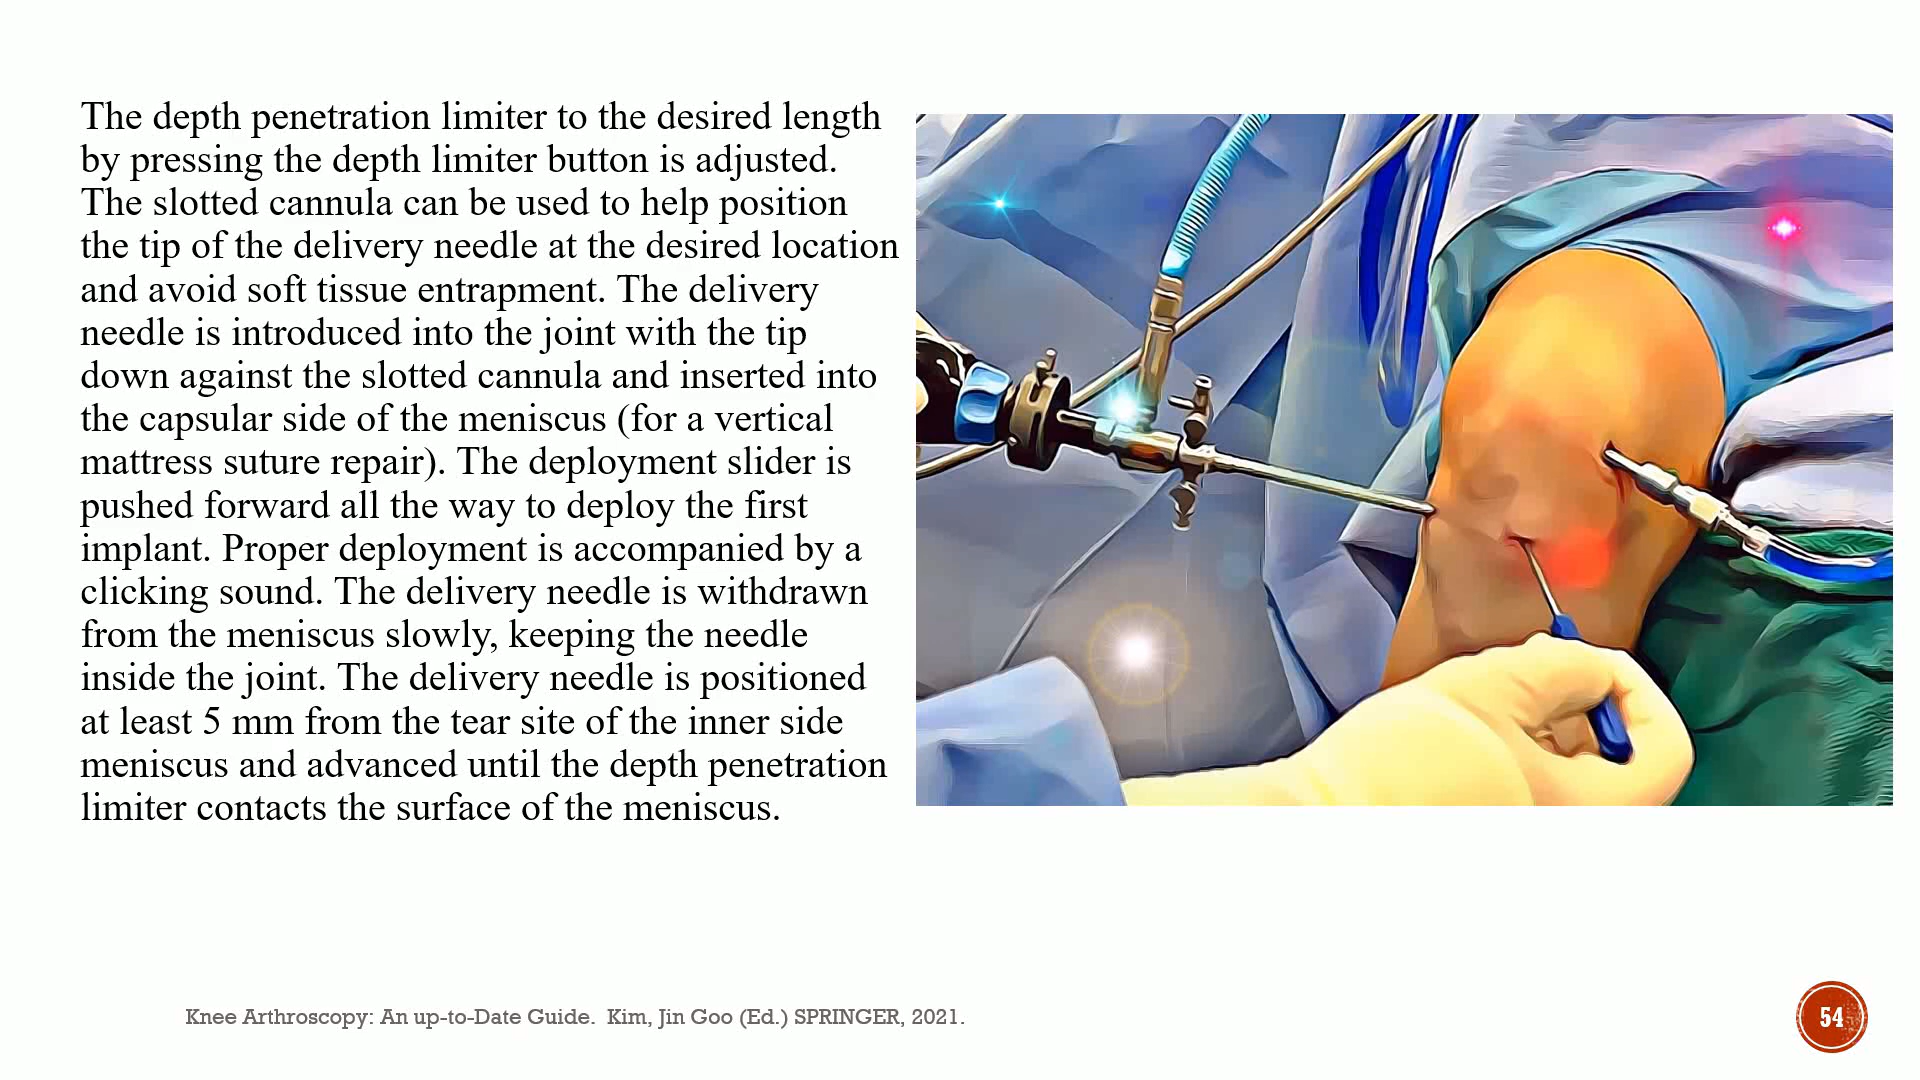 The depth penetration limiter to the desired length
by pressing the depth limiter button is adjusted.
The slotted cannula can be used to help position
the tip of the delivery needle at the desired location
and avoid soft tissue entrapment. The delivery
needle is introduced into the joint with the tip
down against the slotted cannula and inserted into
the capsular side of the meniscus (for a vertical
mattress suture repair). The deployment slider is
pushed forward all the way to deploy the first
implant. Proper deployment is accompanied by a
clicking sound. The delivery needle is withdrawn
from the meniscus slowly, keeping the needle
inside the joint. The delivery needle is positioned
at least 5 mm from the tear site of the inner side
meniscus and advanced until the depth penetration
limiter contacts the surface of the meniscus.
Knee Arthroscopy: An up-to-Date Guide. Kim, Jin Goo (Ed.) SPRINGER, 2021.
54